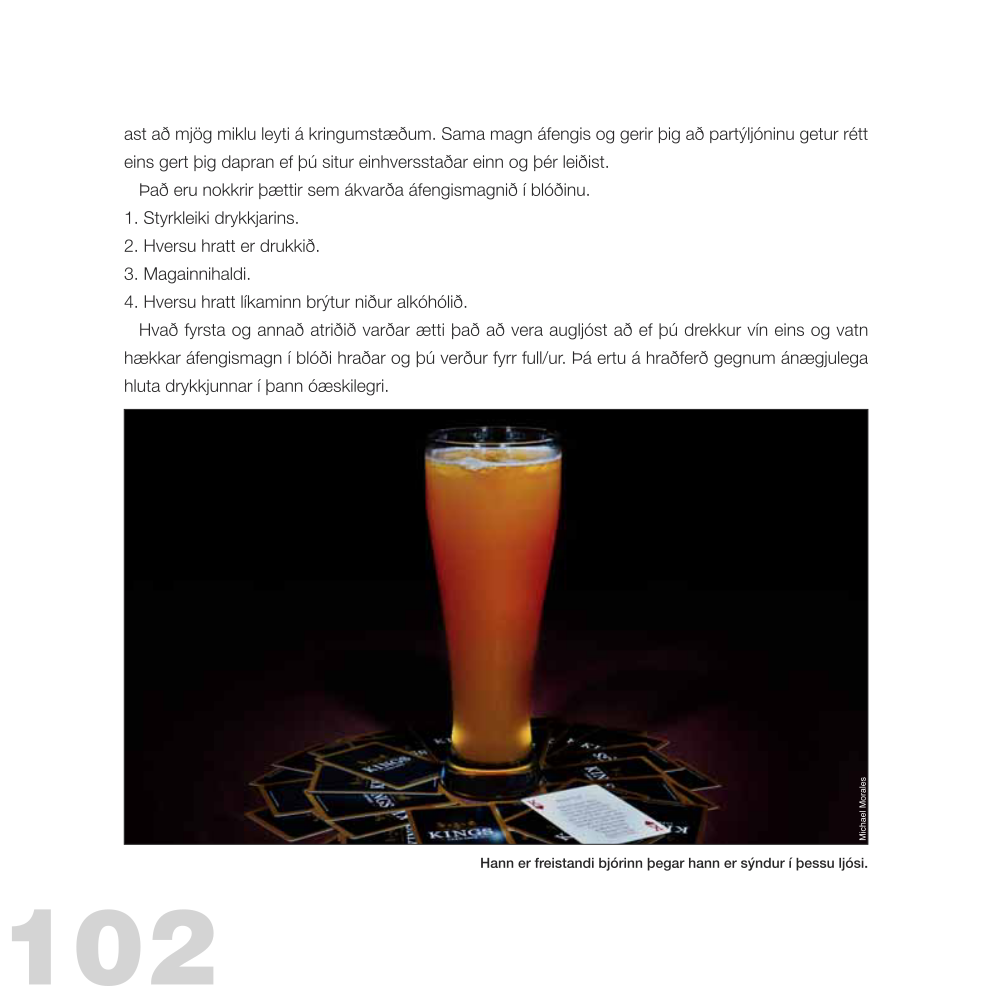 ast að mjög miklu leyti á kringumstæðum. Sama magn áfengis og gerir þig að partýljóninu getur rétt
eins gert þig dapran ef þú situr einhversstaðar einn og þér leiðist.
Það eru nokkrir þættir sem ákvarða áfengismagnið í blóðinu.
1. Styrkleiki drykkjarins.
2. Hversu hratt er drukkið.
3. Magainnihaldi.
4. Hversu hratt líkaminn brýtur niður alkóhólið.
Hvað fyrsta og annað atriðið varðar ætti það að vera augljóst að ef þú drekkur vín eins og vatn
hækkar áfengismagn í blóði hraðar og þú verður fyrr full/ur. Þá ertu á hraðferð gegnum ánægjulega
hluta drykkjunnar í þann óæskilegri.
KINGS
KINGS
KINGS
KINGS
Michael Morales
Hann er freistandi bjórinn þegar hann er sýndur í þessu ljósi.
102